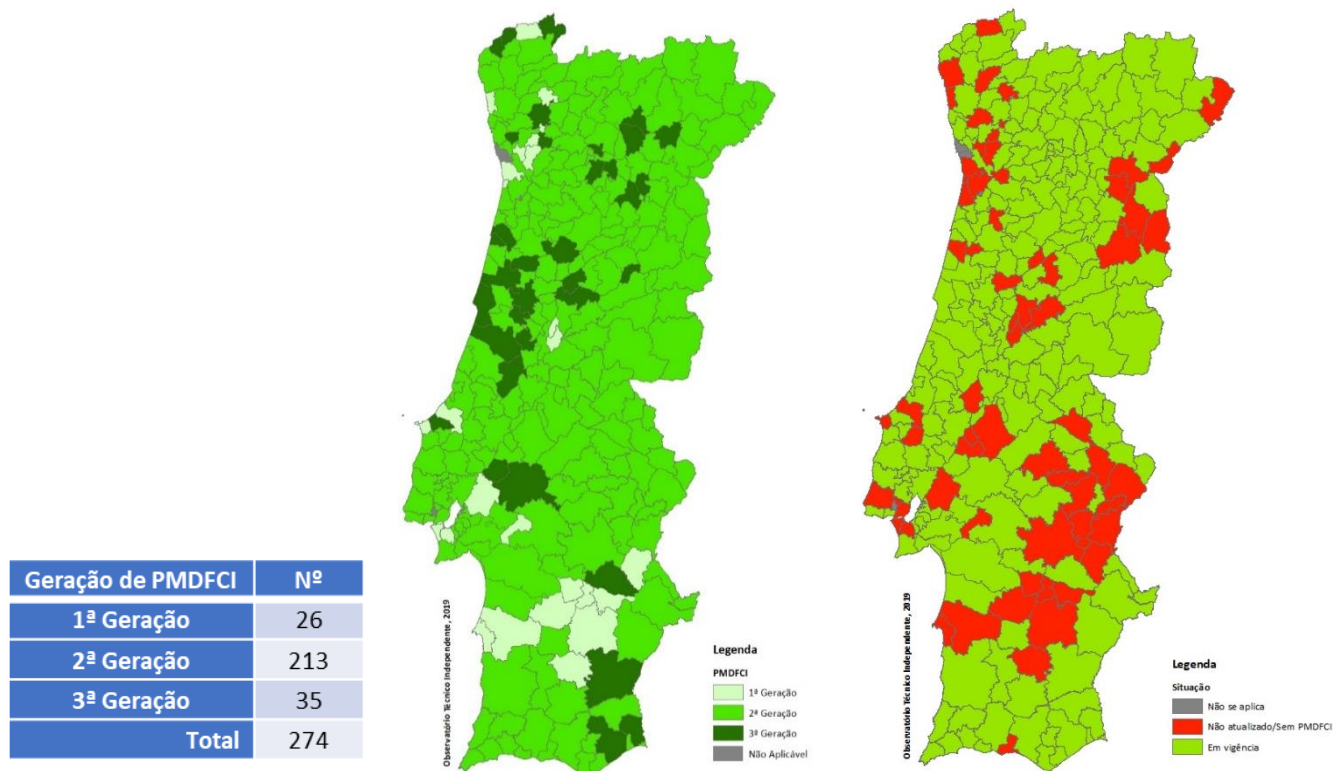 Geração de PMDFCI Nº
1ª Geração 26
2ª Geração 213
3ª Geração 35
Total 274
Observatório Técnico Independente, 2019
Legenda
PMDFCI
1ª Geração
2ª Geração
3ª Geração
Não Aplicável
Observatório Técnico Independente, 2019
Legenda
Situação
Não se aplica
Não atualizado/Sem PMDFCI
Em vigência